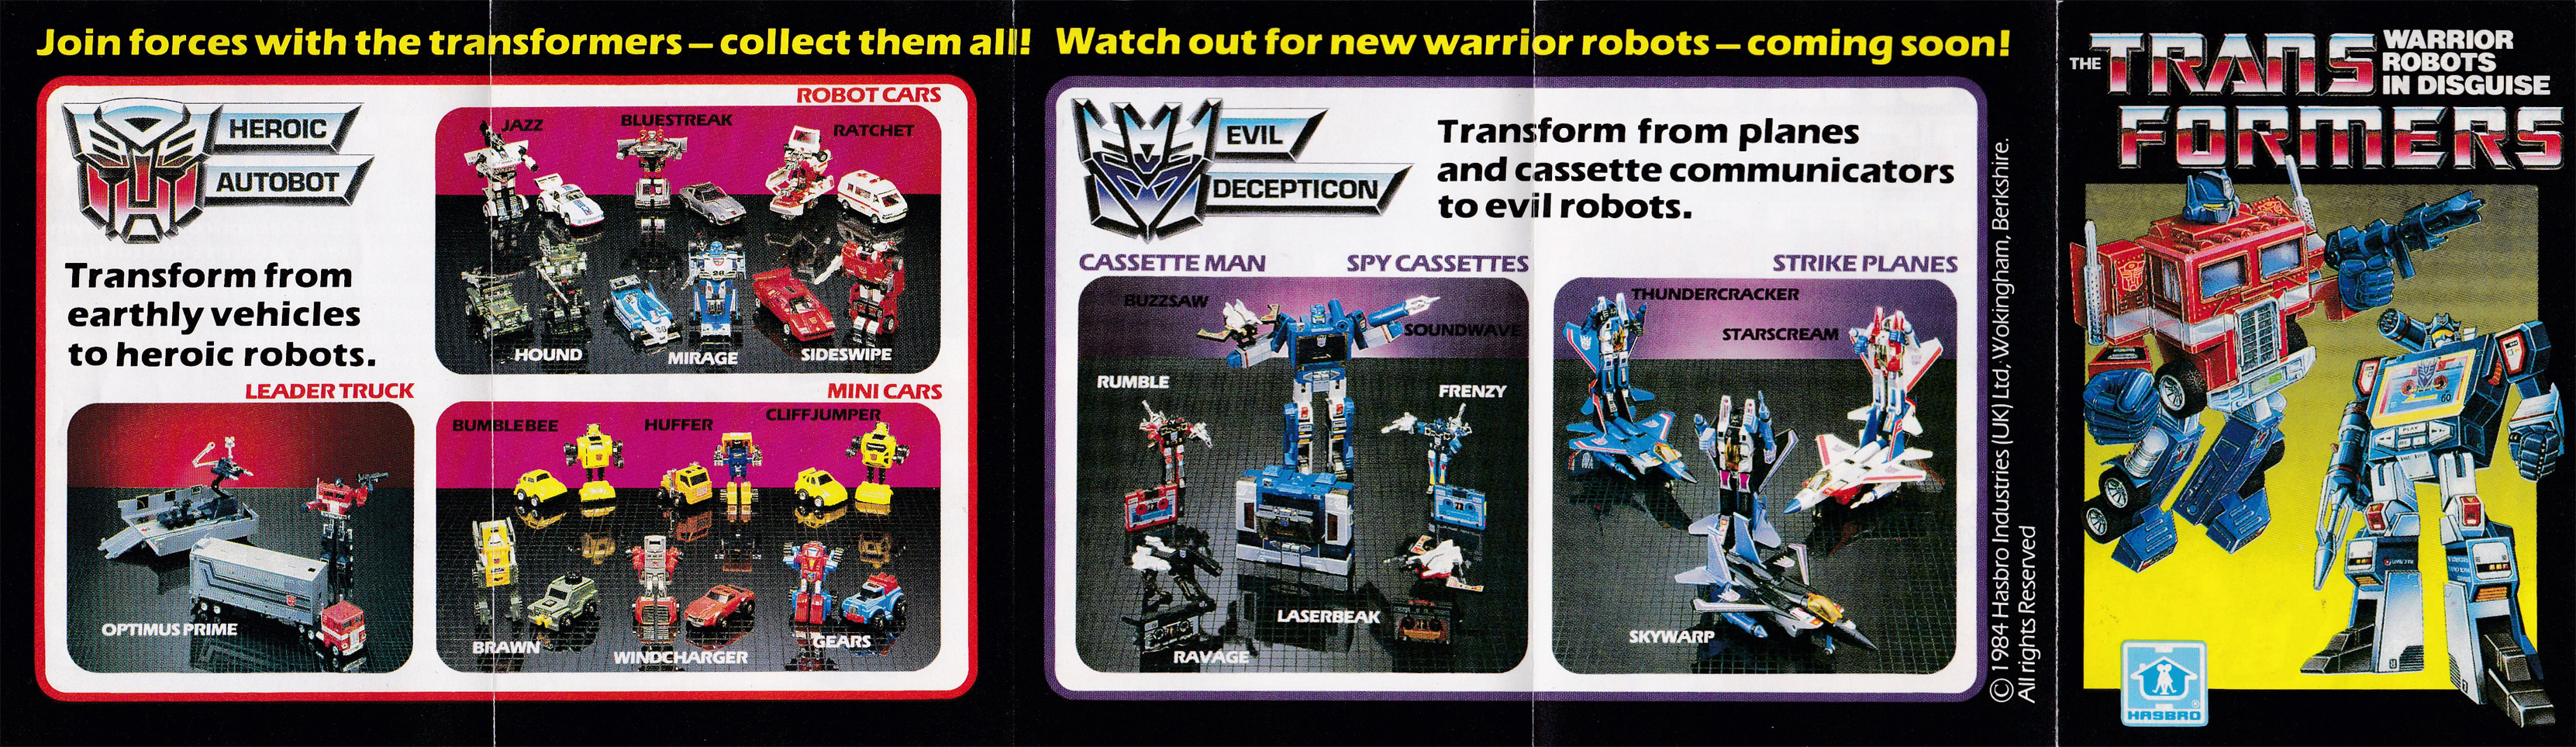 Join forces with the transformers – collect them all!
HEROIC
AUTOBOT
Transform from
earthly vehicles
to heroic robots.
LEADER TRUCK
OPTIMUS PRIME
ROBOT CARS
JAZZ
BLUESTREAK
RATCHET
HOUND
MIRAGE
SIDESWIPE
MINI CARS
BUMBLEBEE
HUFFER
CLIFFJUMPER
BRAWN
WINDCHARGER
GEARS
Watch out for new warrior robots – coming soon!
EVIL
DECEPTICON
Transform from planes
and cassette communicators
to evil robots.
CASSETTE MAN
SPY CASSETTES
BUZZSAW
SOUNDWAVE
RUMBLE
FRENZY
LASERBEAK
RAVAGE
STRIKE PLANES
THUNDERCRACKER
STARSCREAM
SKYWARP
© 1984 Hasbro Industries (UK) Ltd, Wokingham, Berkshire.
All rights Reserved
THE TRANSFORMERS
WARRIOR
ROBOTS
IN DISGUISE
60
PLAY
HASBRO
®